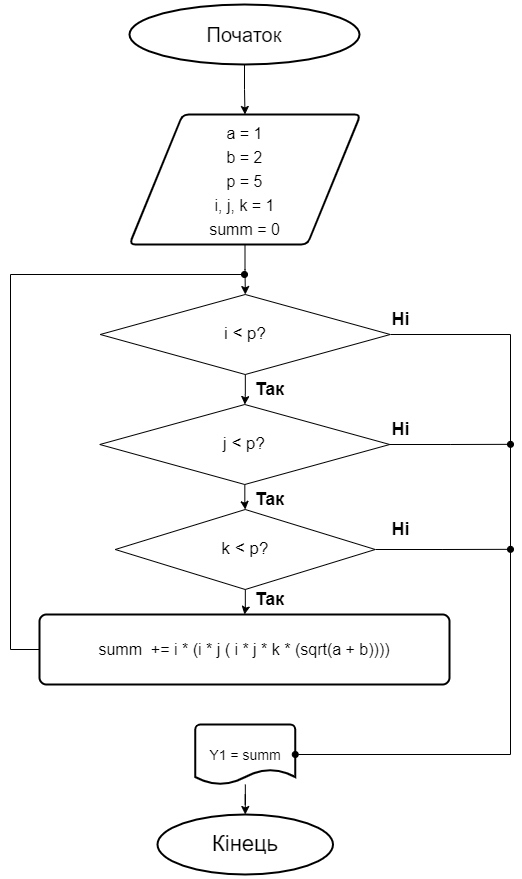 Початок
a = 1
b = 2
p = 5
i, j, k = 1
summ = 0
i < p?
Ні
Так
j < p?
Ні
Так
k < p?
Ні
Так
summ += i * (i * j ( i * j * k * (sqrt(a + b))))
Y1 = summ
Кінець